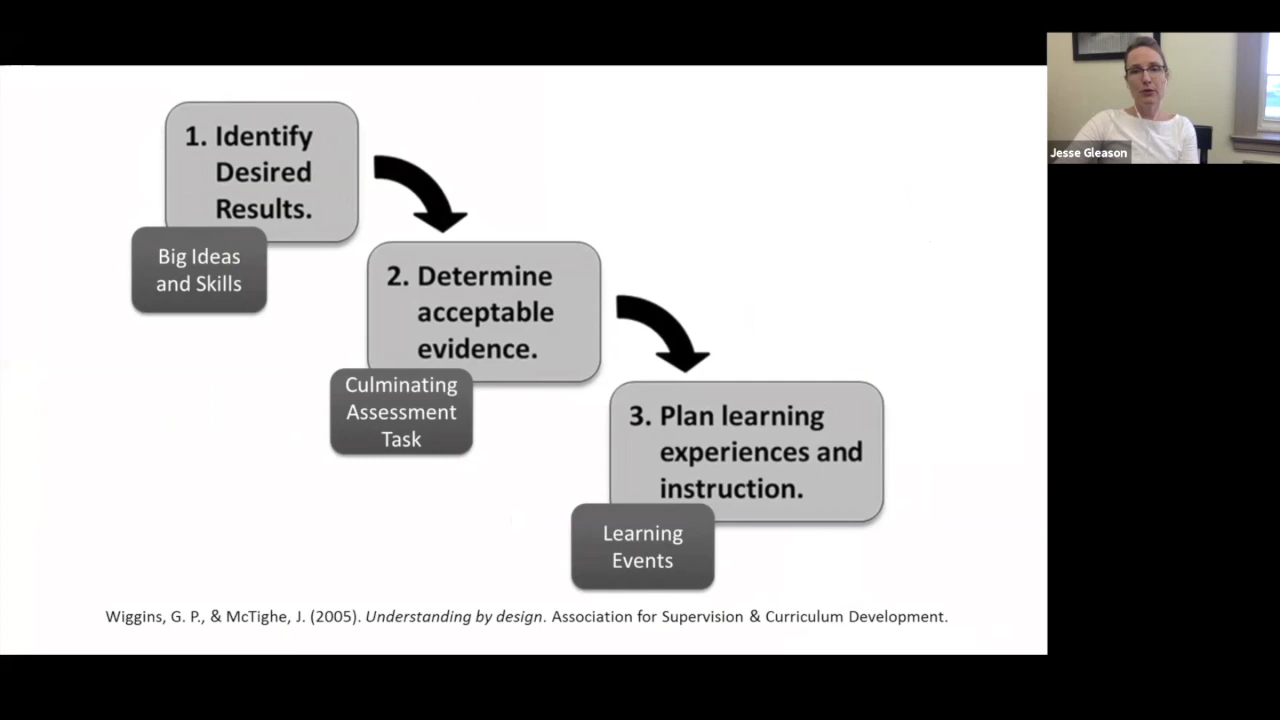 1. Identify
Desired
Results.
Big Ideas
and Skills
2. Determine
acceptable
evidence.
Culminating
Assessment
Task
3. Plan learning
experiences and
instruction.
Learning
Events
Wiggins, G. P., & McTighe, J. (2005). Understanding by design. Association for Supervision & Curriculum Development.
Jesse Gleason